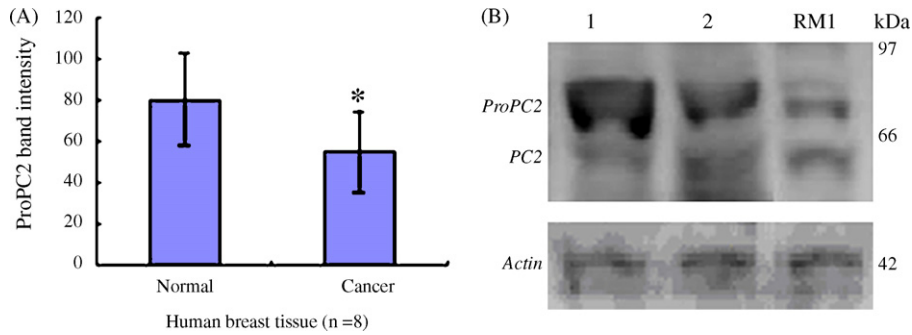 (A)
120
100
80
60
40
20
0
ProPC2 band intensity
*
Normal Cancer
Human breast tissue (n =8)
(B)
1 2 RM1 kDa
97
ProPC2
66
PC2
Actin 42